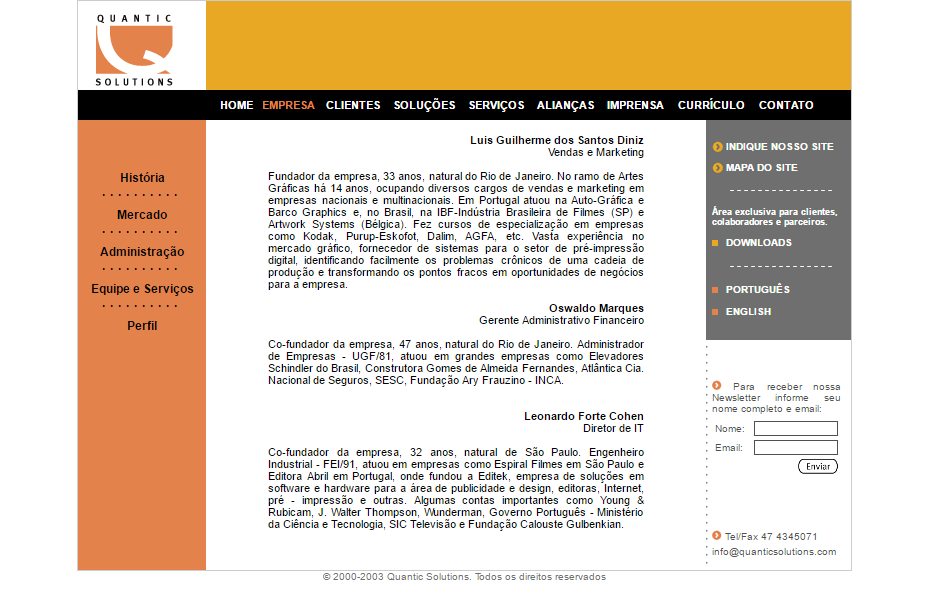 QUANTIC
SOLUTIONS
HOME EMPRESA CLIENTES SOLUÇÕES SERVIÇOS ALIANÇAS IMPRENSA CURRÍCULO CONTATO
História
Mercado
Administração
Equipe e Serviços
Perfil
Luis Guilherme dos Santos Diniz
Vendas e Marketing
Fundador da empresa, 33 anos, natural do Rio de Janeiro. No ramo de Artes
Gráficas há 14 anos, ocupando diversos cargos de vendas e marketing em
empresas nacionais e multinacionais. Em Portugal atuou na Auto-Gráfica e
Barco Graphics e, no Brasil, na IBF-Indústria Brasileira de Filmes (SP) e
Artwork Systems (Bélgica). Fez cursos de especialização em empresas
como Kodak, Purup-Eskofot, Dalim, AGFA, etc. Vasta experiência no
mercado gráfico, fornecedor de sistemas para o setor de pré-impressão
digital, identificando facilmente os problemas crônicos de uma cadeia de
produção e transformando os pontos fracos em oportunidades de negócios
para a empresa.
Oswaldo Marques
Gerente Administrativo Financeiro
Co-fundador da empresa, 47 anos, natural do Rio de Janeiro. Administrador
de Empresas - UGF/81, atuou em grandes empresas como Elevadores
Schindler do Brasil, Construtora Gomes de Almeida Fernandes, Atlântica Cia.
Nacional de Seguros, SESC, Fundação Ary Frauzino - INCA.
Leonardo Forte Cohen
Diretor de IT
Co-fundador da empresa, 32 anos, natural de São Paulo. Engenheiro
Industrial - FEI/91, atuou em empresas como Espiral Filmes em São Paulo e
Editora Abril em Portugal, onde fundou a Editek, empresa de soluções em
software e hardware para a área de publicidade e design, editoras, Internet,
pré - impressão e outras. Algumas contas importantes como Young &
Rubicam, J. Walter Thompson, Wunderman, Governo Português - Ministério
da Ciência e Tecnologia, SIC Televisão e Fundação Calouste Gulbenkian.
INDIQUE NOSSO SITE
MAPA DO SITE
Área exclusiva para clientes,
colaboradores e parceiros.
DOWNLOADS
PORTUGUÊS
ENGLISH
Para receber nossa
Newsletter informe seu
nome completo e email:
Nome:
Email:
Enviar
Tel/Fax 47 4345071
info@quanticsolutions.com
© 2000-2003 Quantic Solutions. Todos os direitos reservados